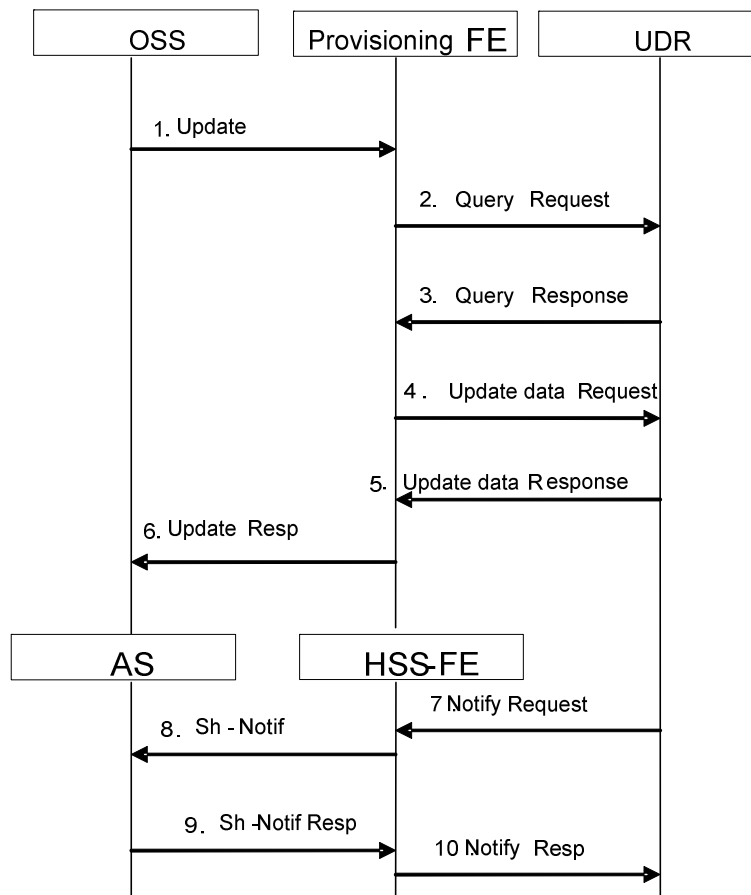 OSS
Provisioning FE
UDR
1. Update
2. Query Request
3. Query Response
4. Update data Request
5. Update data Response
6. Update Resp
AS
HSS-FE
7 Notify Request
8. Sh - Notif
9. Sh -Notif Resp
10 Notify Resp